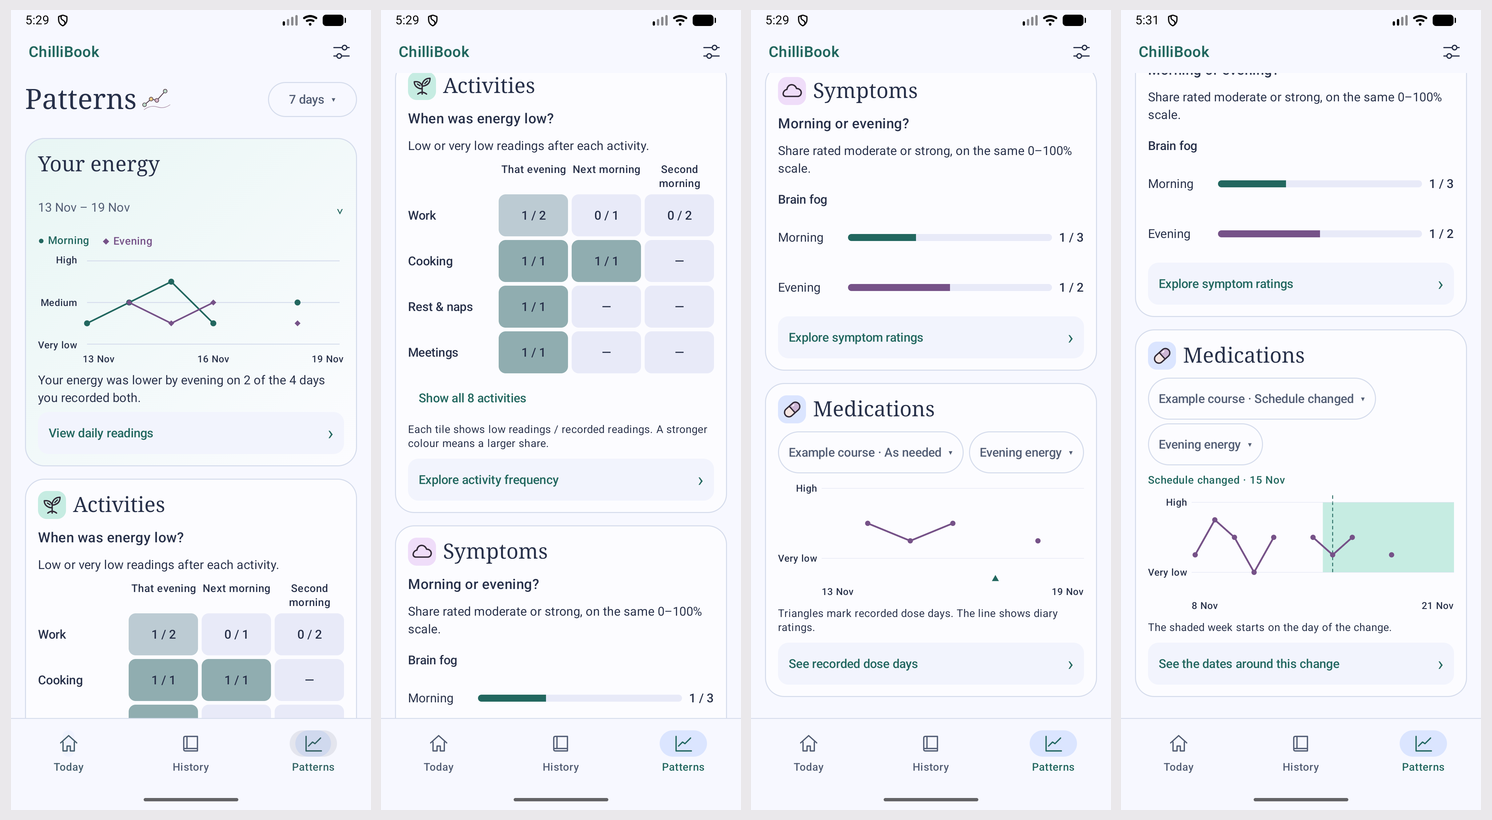 5:29
ChilliBook
Patterns
7 days
Your energy
13 Nov – 19 Nov
Morning
Evening
High
Medium
Very low
13 Nov
16 Nov
19 Nov
Your energy was lower by evening on 2 of the 4 days
you recorded both.
View daily readings
Activities
When was energy low?
Low or very low readings after each activity.
That evening Next morning Second
morning
Work 1 / 2 0 / 1 0 / 2
Cooking 1 / 1 1 / 1 –
Today
History
Patterns
5:29
ChilliBook
Activities
When was energy low?
Low or very low readings after each activity.
That evening Next morning Second
morning
Work 1 / 2 0 / 1 0 / 2
Cooking 1 / 1 1 / 1 –
Rest & naps 1 / 1 – –
Meetings 1 / 1 – –
Show all 8 activities
Each tile shows low readings / recorded readings. A stronger
colour means a larger share.
Explore activity frequency
Symptoms
Morning or evening?
Share rated moderate or strong, on the same 0–100%
scale.
Brain fog
Morning 1 / 3
Today
History
Patterns
5:29
ChilliBook
Symptoms
Morning or evening?
Share rated moderate or strong, on the same 0–100%
scale.
Brain fog
Morning 1 / 3
Evening 1 / 2
Explore symptom ratings
Medications
Example course · As needed
Evening energy
High
Very low
13 Nov
19 Nov
Triangles mark recorded dose days. The line shows diary
ratings.
See recorded dose days
Today
History
Patterns
5:31
ChilliBook
Morning or evening?
Share rated moderate or strong, on the same 0–100%
scale.
Brain fog
Morning 1 / 3
Evening 1 / 2
Explore symptom ratings
Medications
Example course · Schedule changed
Evening energy
Schedule changed · 15 Nov
High
Very low
8 Nov
21 Nov
The shaded week starts on the day of the change.
See the dates around this change
Today
History
Patterns